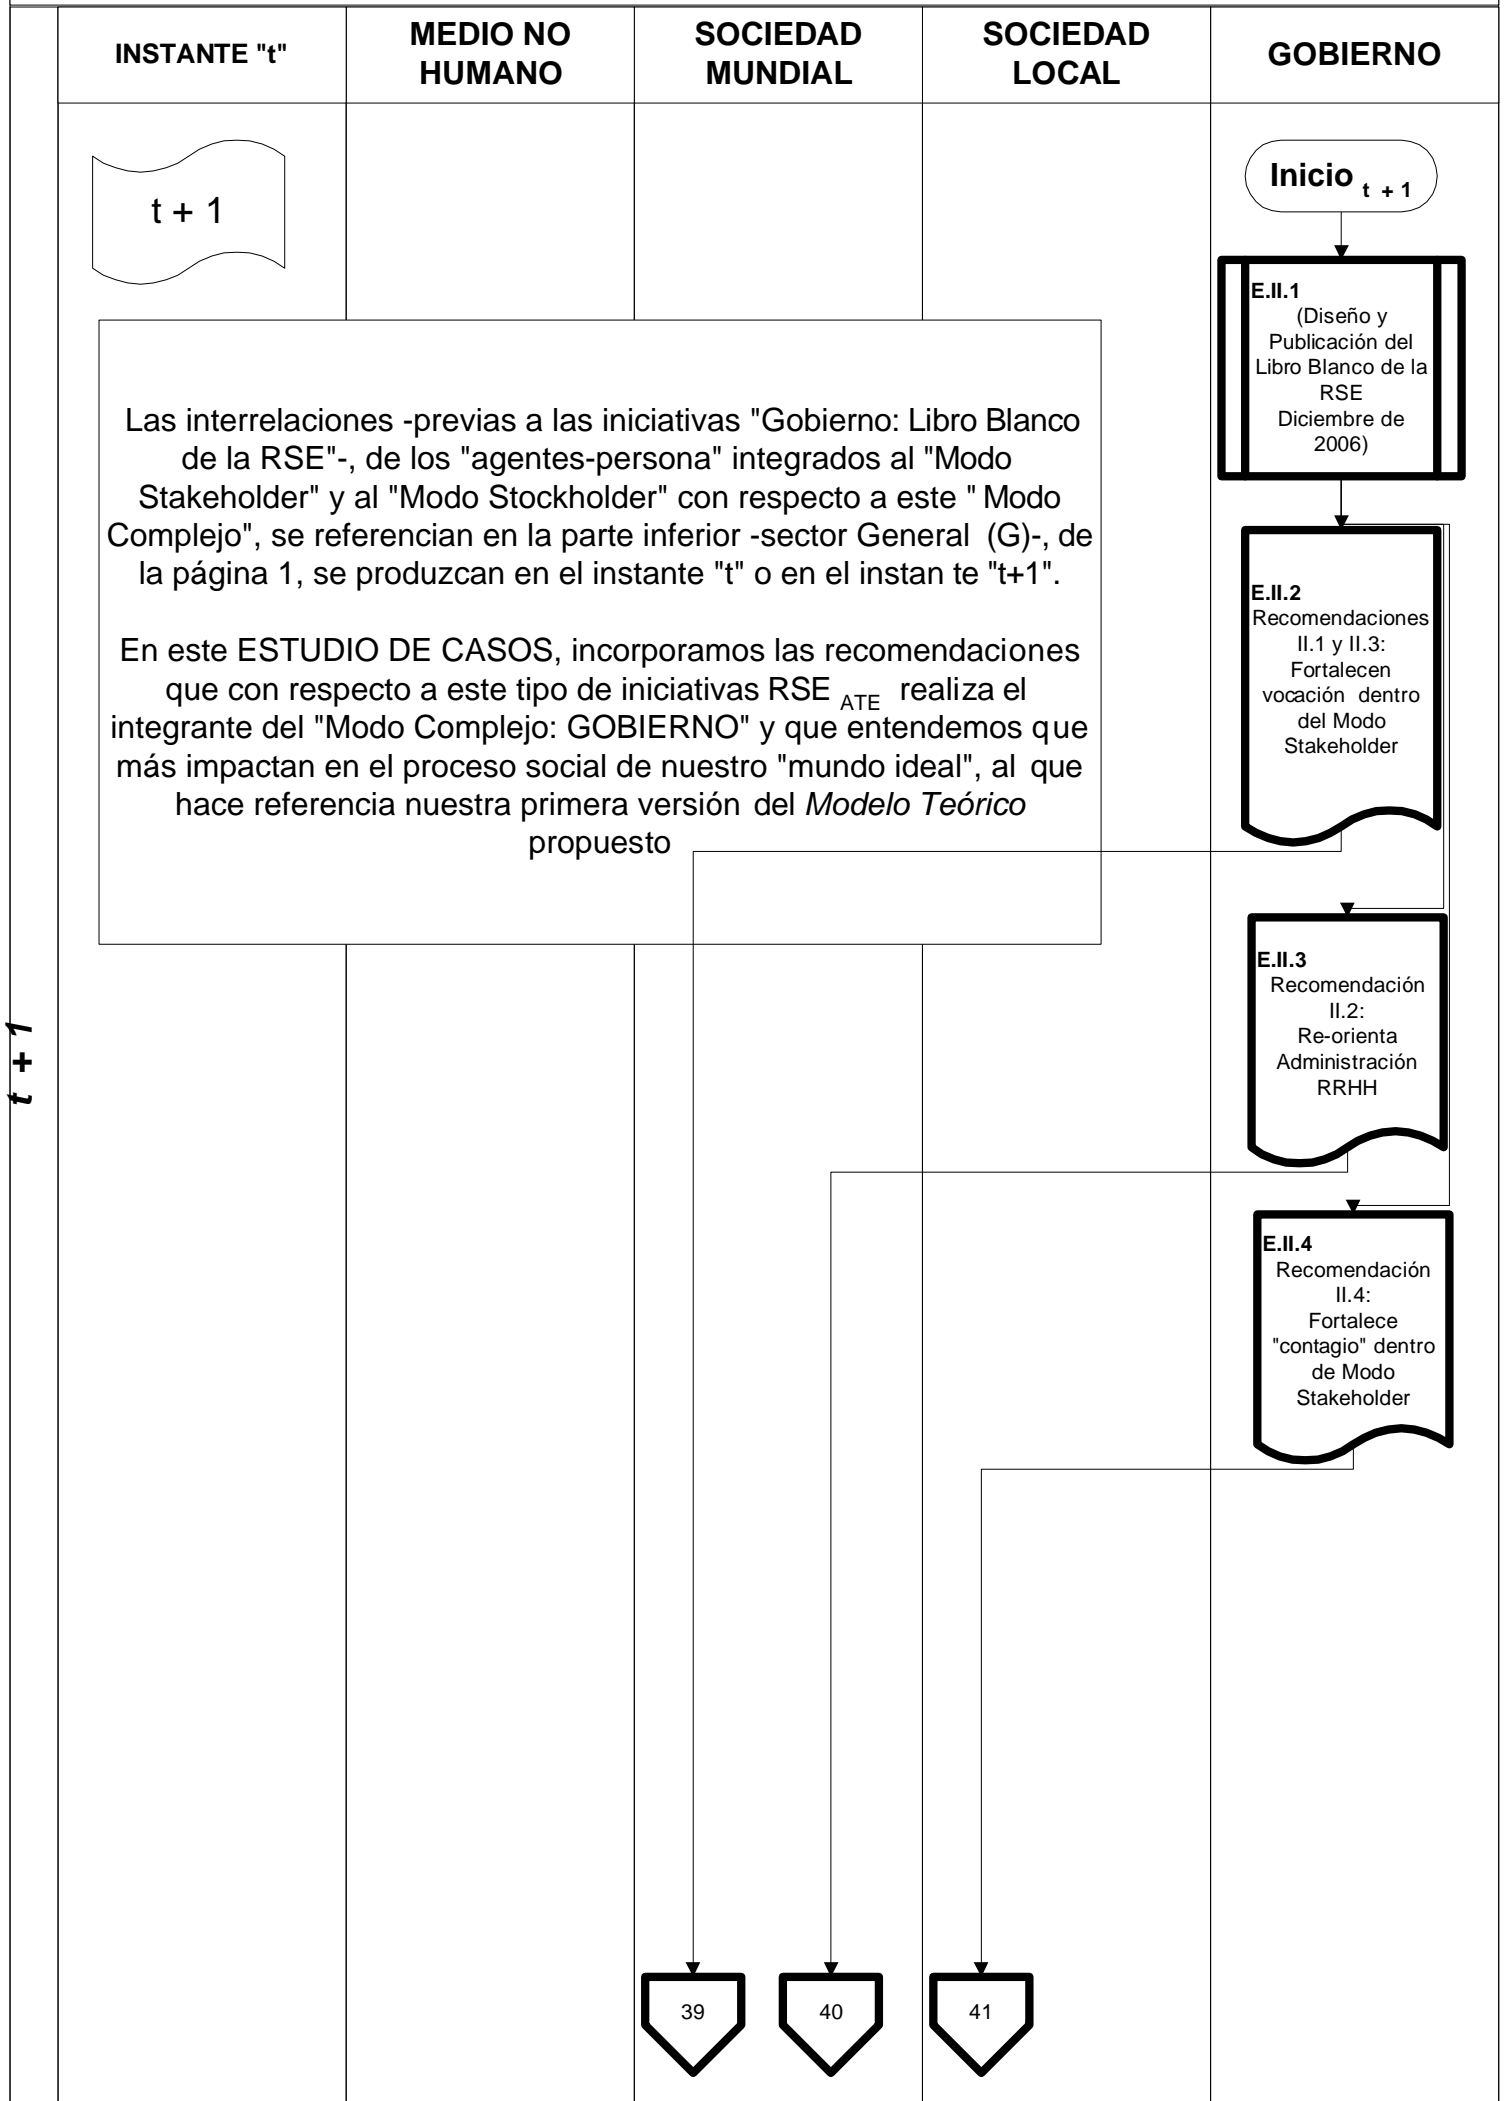 INSTANTE "t"
MEDIO NO
HUMANO
SOCIEDAD
MUNDIAL
SOCIEDAD
LOCAL
GOBIERNO
t + 1
Inicio t + 1
E.II.1
(Diseño y
Publicación del
Libro Blanco de la
RSE
Diciembre de
2006)
Las interrelaciones -previas a las iniciativas "Gobierno: Libro Blanco
de la RSE"-, de los "agentes-persona" integrados al "Modo
Stakeholder" y al "Modo Stockholder" con respecto a este " Modo
Complejo", se referencian en la parte inferior -sector General (G)-, de
la página 1, se produzcan en el instante "t" o en el instan te "t+1".
En este ESTUDIO DE CASOS, incorporamos las recomendaciones
que con respecto a este tipo de iniciativas RSE ATE realiza el
integrante del "Modo Complejo: GOBIERNO" y que entendemos que
más impactan en el proceso social de nuestro "mundo ideal", al que
hace referencia nuestra primera versión del Modelo Teórico
propuesto
E.II.2
Recomendaciones
II.1 y II.3:
Fortalecen
vocación dentro
del Modo
Stakeholder
E.II.3
Recomendación
II.2:
Re-orienta
Administración
RRHH
t + 1
E.II.4
Recomendación
II.4:
Fortalece
"contagio" dentro
de Modo
Stakeholder
39
40
41